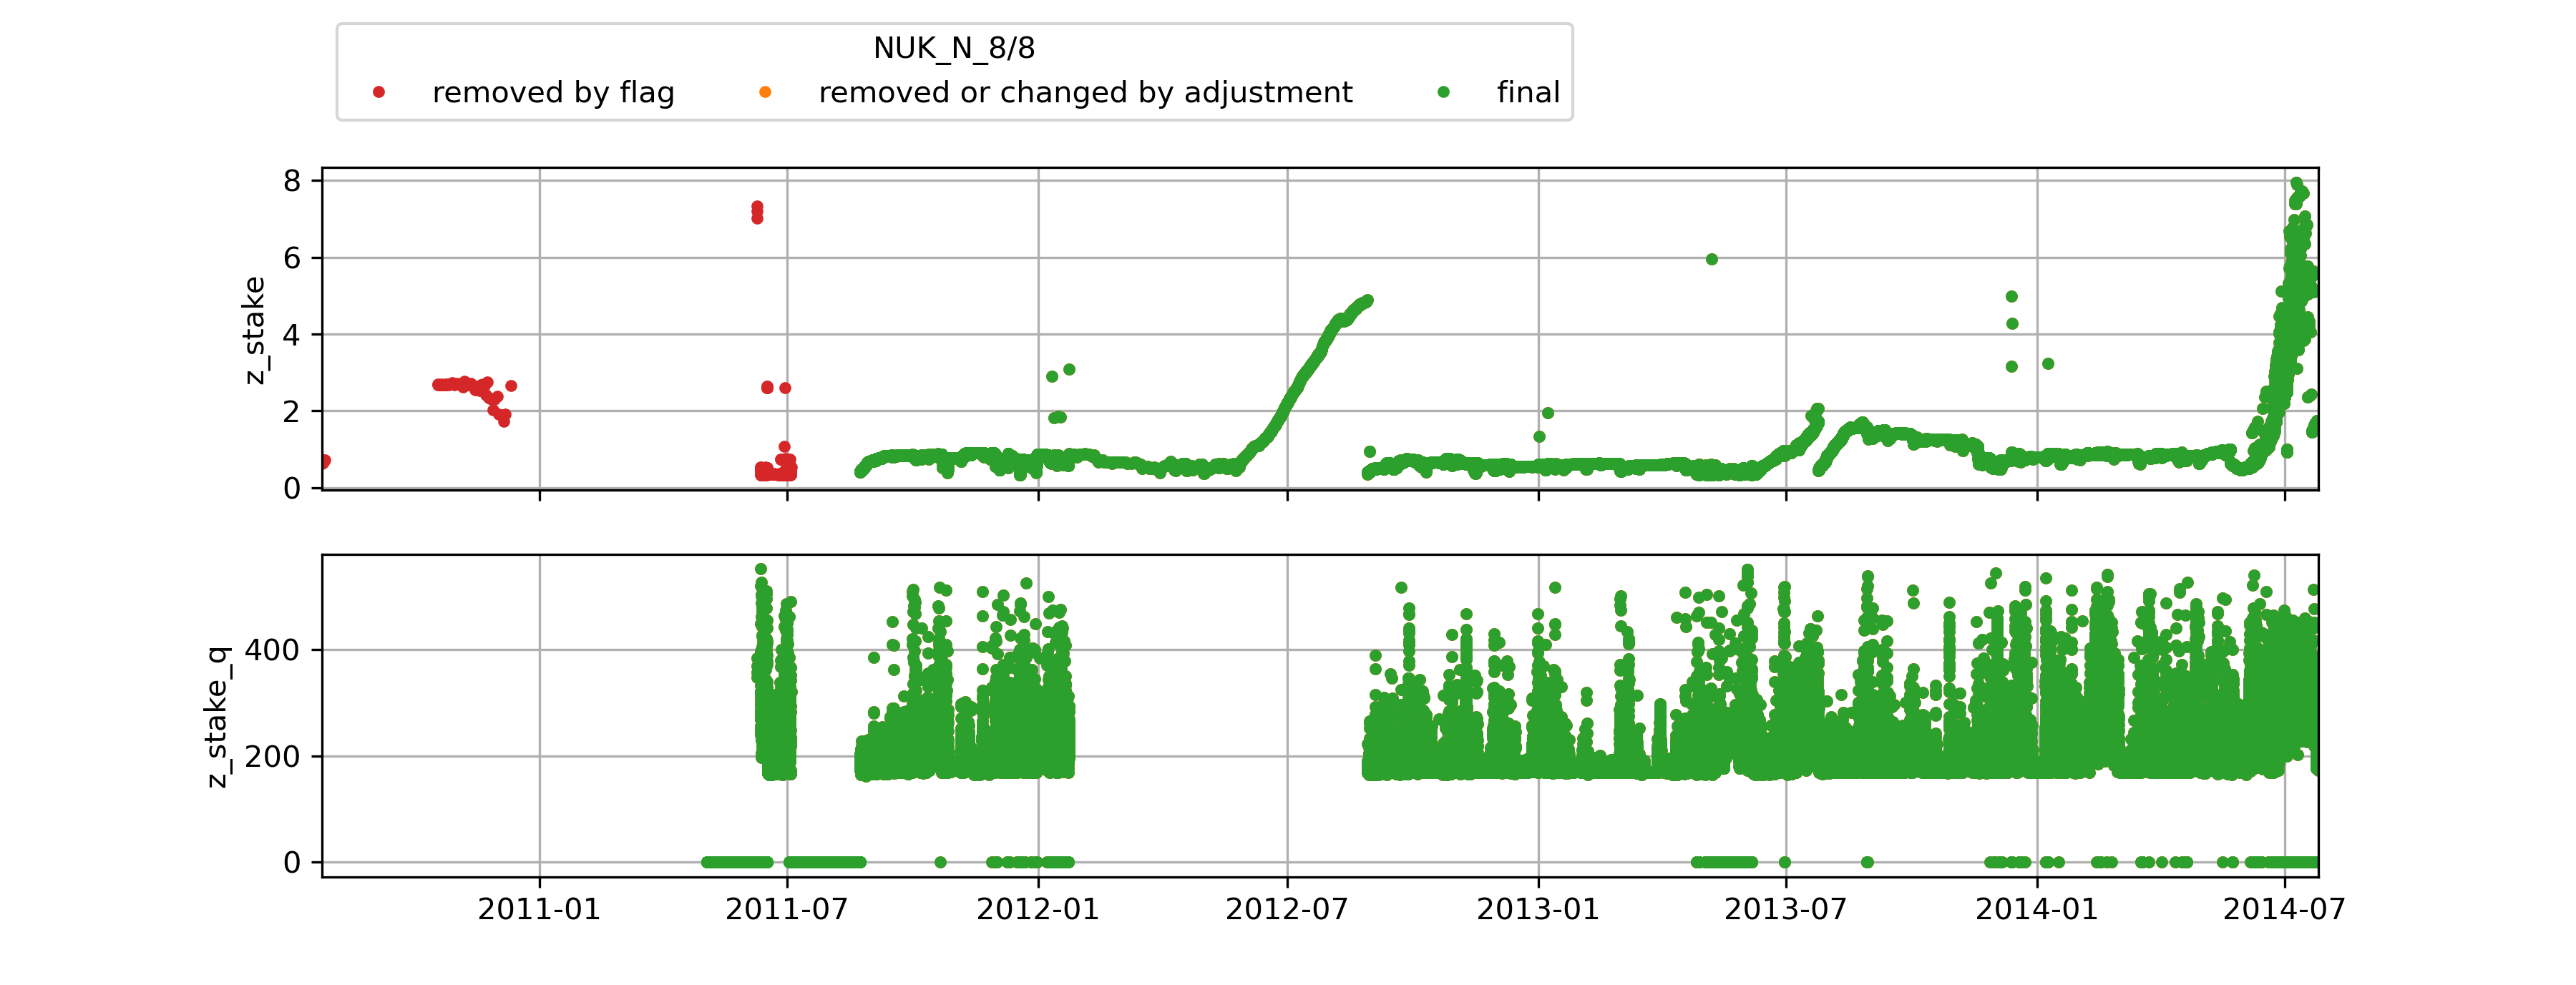 NUK_N_8/8
removed by flag removed or changed by adjustment final
8
6
4
2
0
z_stake
400
200
0
z_stake_q
2011-01 2011-07 2012-01 2012-07 2013-01 2013-07 2014-01 2014-07